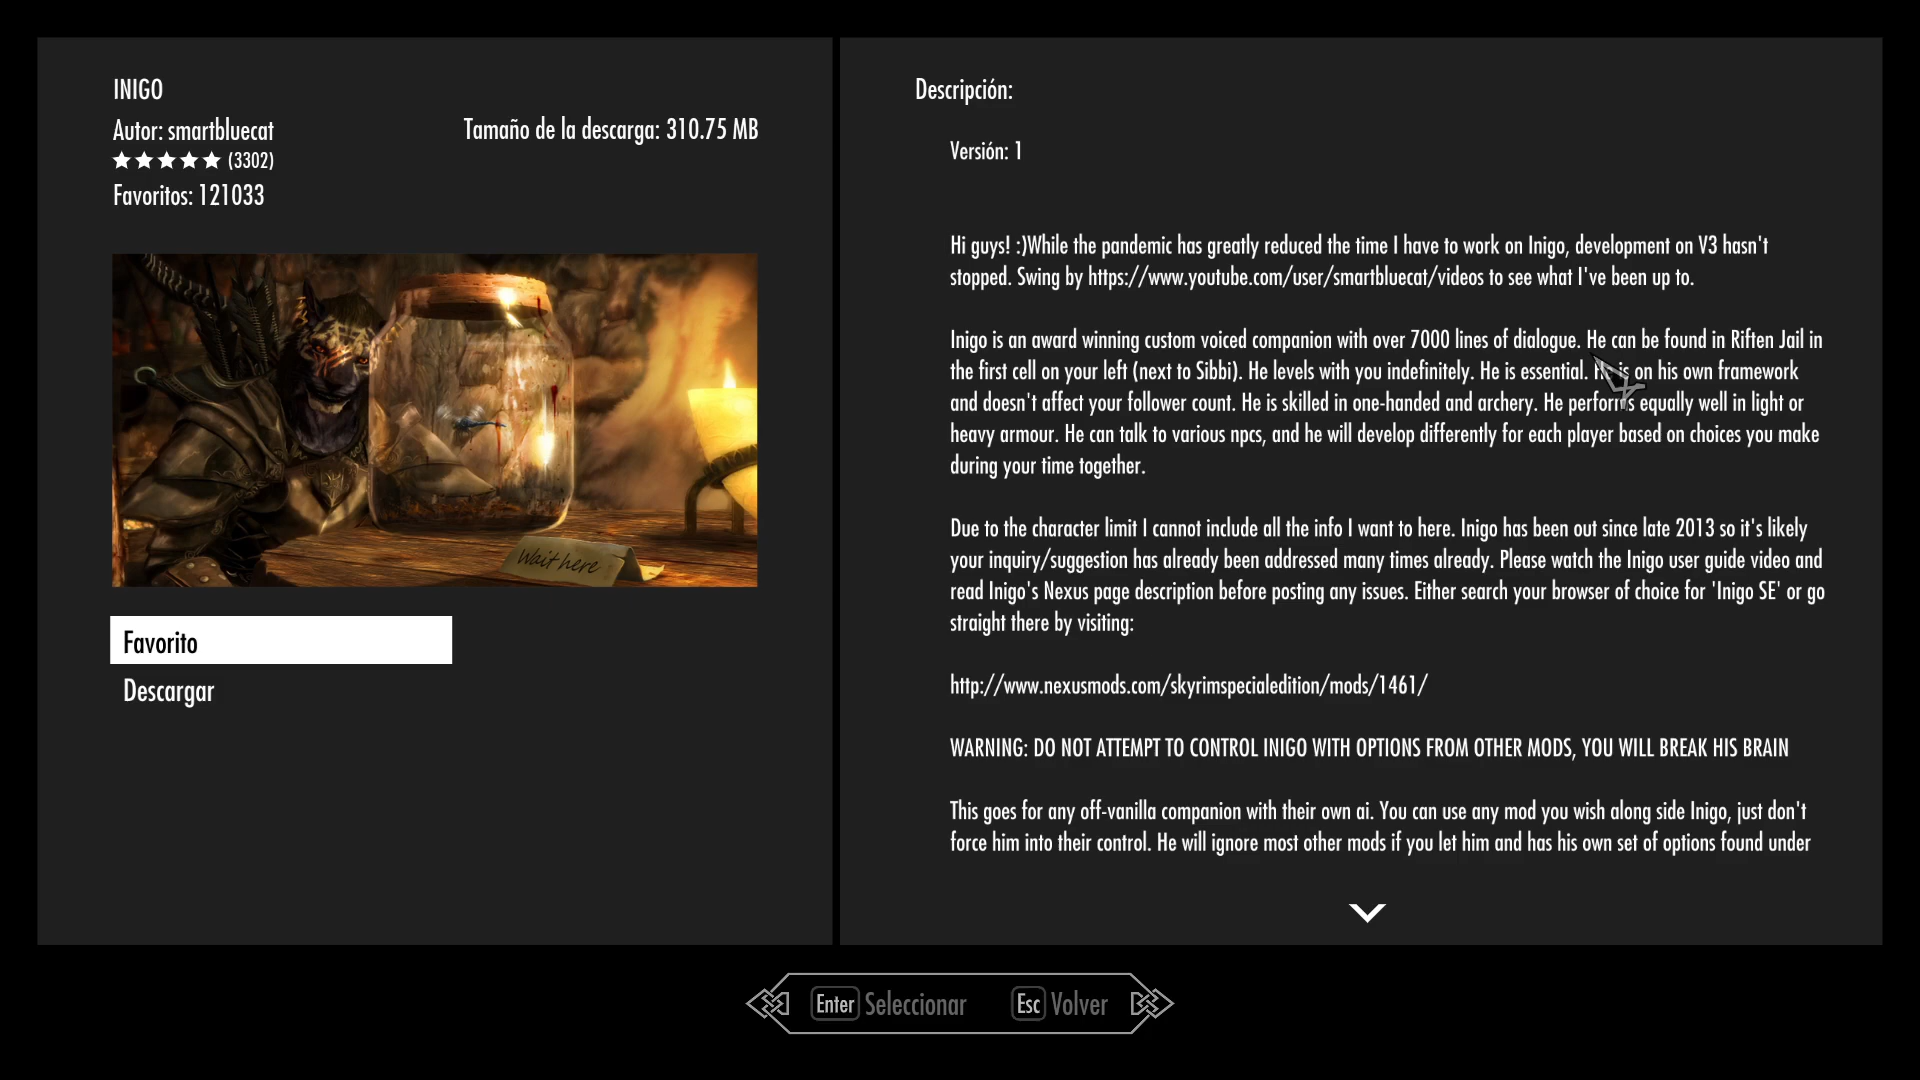 INIGO
Autor: smartbluecat
Tamaño de la descarga: 310.75 MB
(3302)
Favoritos: 121033
Wait here
Favorito
Descargar
Descripción:
Versión: 1
Hi guys! :)While the pandemic has greatly reduced the time I have to work on Inigo, development on V3 hasn't
stopped. Swing by https://www.youtube.com/user/smartbluecat/videos to see what I've been up to.
Inigo is an award winning custom voiced companion with over 7000 lines of dialogue. He can be found in Riften Jail in
the first cell on your left (next to Sibbi). He levels with you indefinitely. He is essential. He is on his own framework
and doesn't affect your follower count. He is skilled in one-handed and archery. He performs equally well in light or
heavy armour. He can talk to various npcs, and he will develop differently for each player based on choices you make
during your time together.
Due to the character limit I cannot include all the info I want to here. Inigo has been out since late 2013 so it's likely
your inquiry/suggestion has already been addressed many times already. Please watch the Inigo user guide video and
read Inigo's Nexus page description before posting any issues. Either search your browser of choice for 'Inigo SE' or go
straight there by visiting:
http://www.nexusmods.com/skyrimspecialedition/mods/1461/
WARNING: DO NOT ATTEMPT TO CONTROL INIGO WITH OPTIONS FROM OTHER MODS, YOU WILL BREAK HIS BRAIN
This goes for any off-vanilla companion with their own ai. You can use any mod you wish along side Inigo, just don't
force him into their control. He will ignore most other mods if you let him and has his own set of options found under
Enter Seleccionar Esc Volver